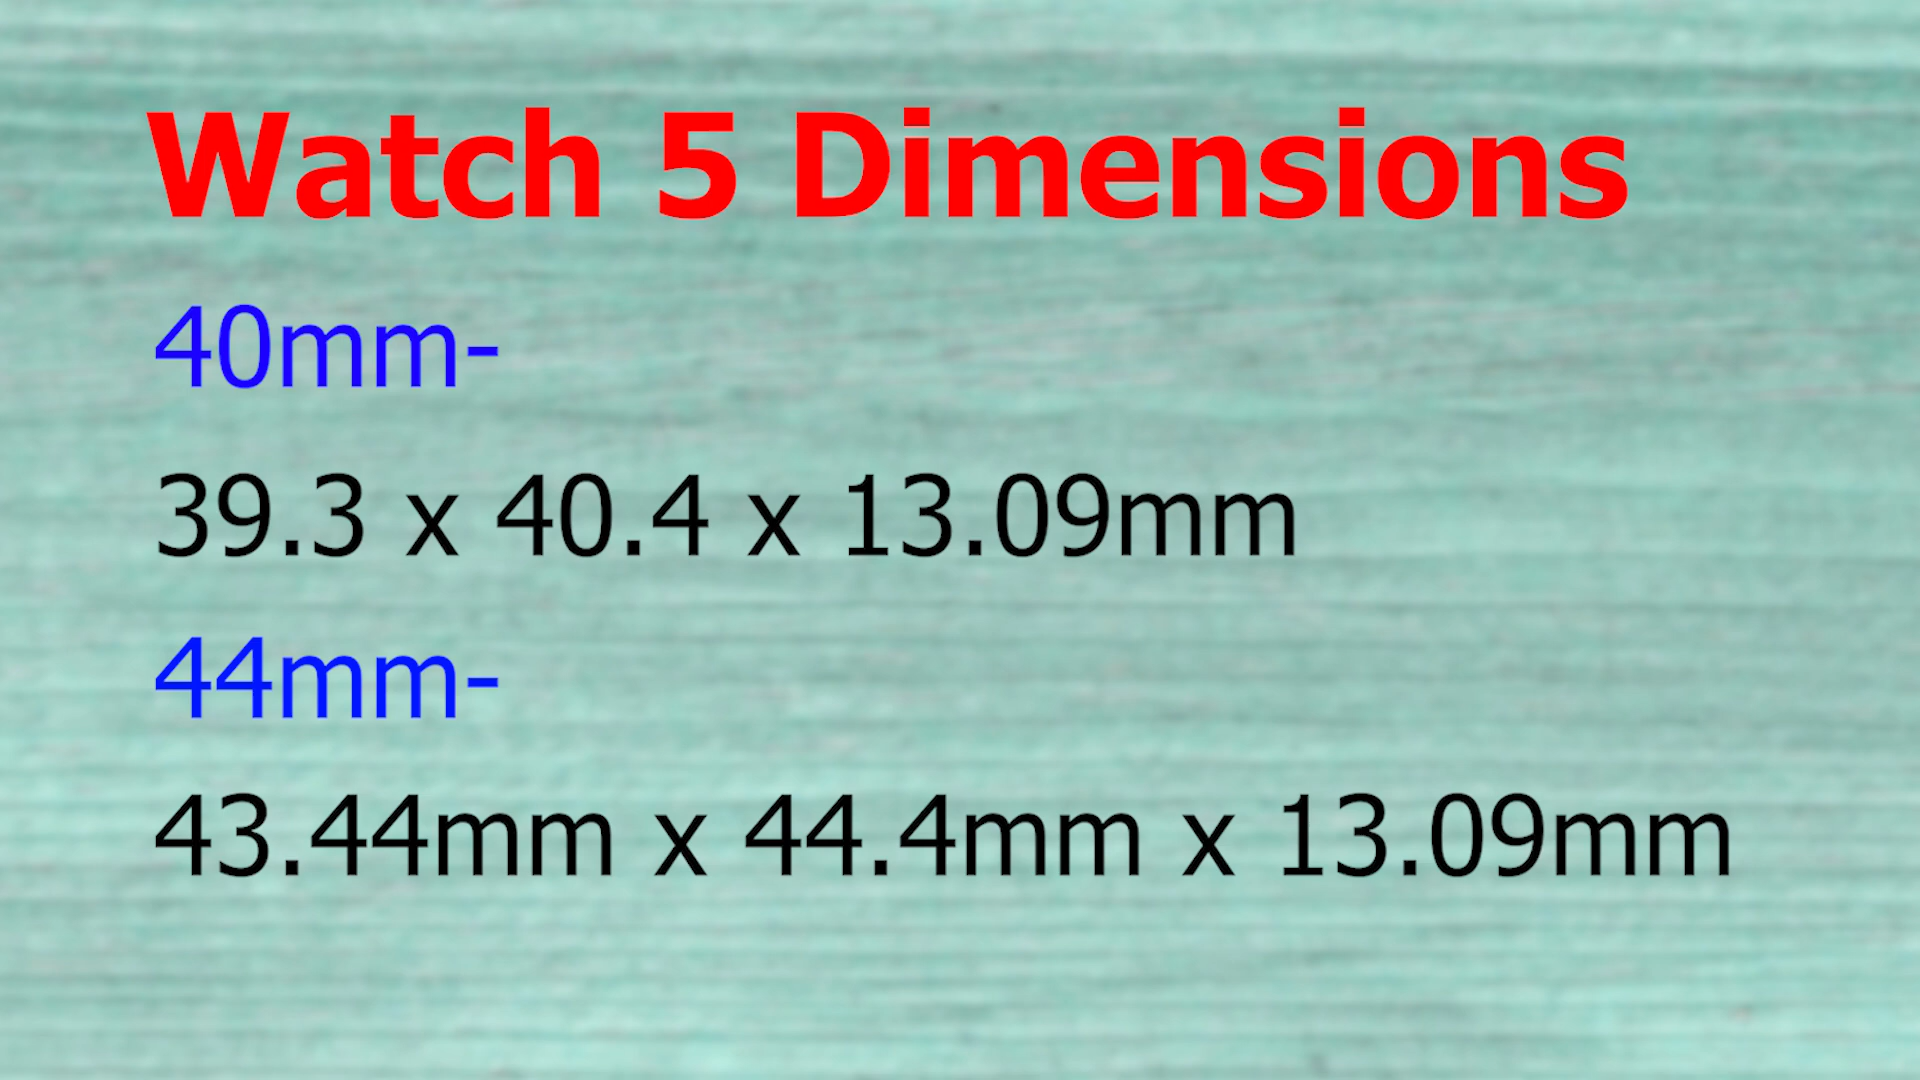 Watch 5 Dimensions
40mm-
39.3 x 40.4 x 13.09mm
44mm-
43.44mm x 44.4mm x 13.09mm